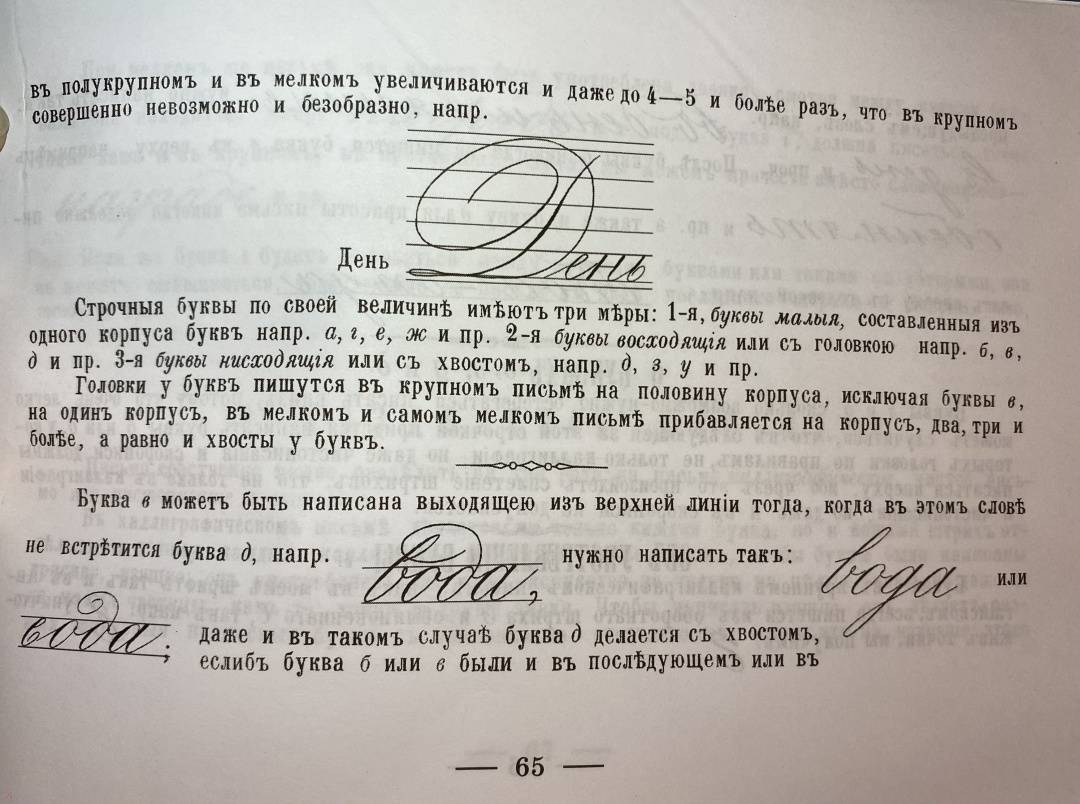 въ полукрупномъ и въ мелкомъ увеличиваются и даже до 4—5 и болѣе разъ, что въ крупномъ
совершенно невозможно и безобразно, напр.
День День
Строчныя буквы по своей величинѣ имѣютъ три мѣры: 1-я, буквы малыя, составленныя изъ
одного корпуса буквъ напр. а, г, е, ж и пр. 2-я буквы восходящія или съ головкою напр. б, в,
д и пр. 3-я буквы нисходящія или съ хвостомъ, напр. д, з, у и пр.
Головки у буквъ пишутся въ крупномъ письмѣ на половину корпуса, исключая буквы в,
на одинъ корпусъ, въ мелкомъ и самомъ мелкомъ письмѣ прибавляется на корпусъ, два, три и
болѣе, а равно и хвосты у буквъ.
Буква в можетъ быть написана выходящею изъ верхней линіи тогда, когда въ этомъ словѣ
не встрѣтится буква д, напр. вода, нужно написать такъ: вода или
вода; даже и въ такомъ случаѣ буква д делается съ хвостомъ,
еслибъ буква б или в были и въ послѣдующемъ или въ
— 65 —